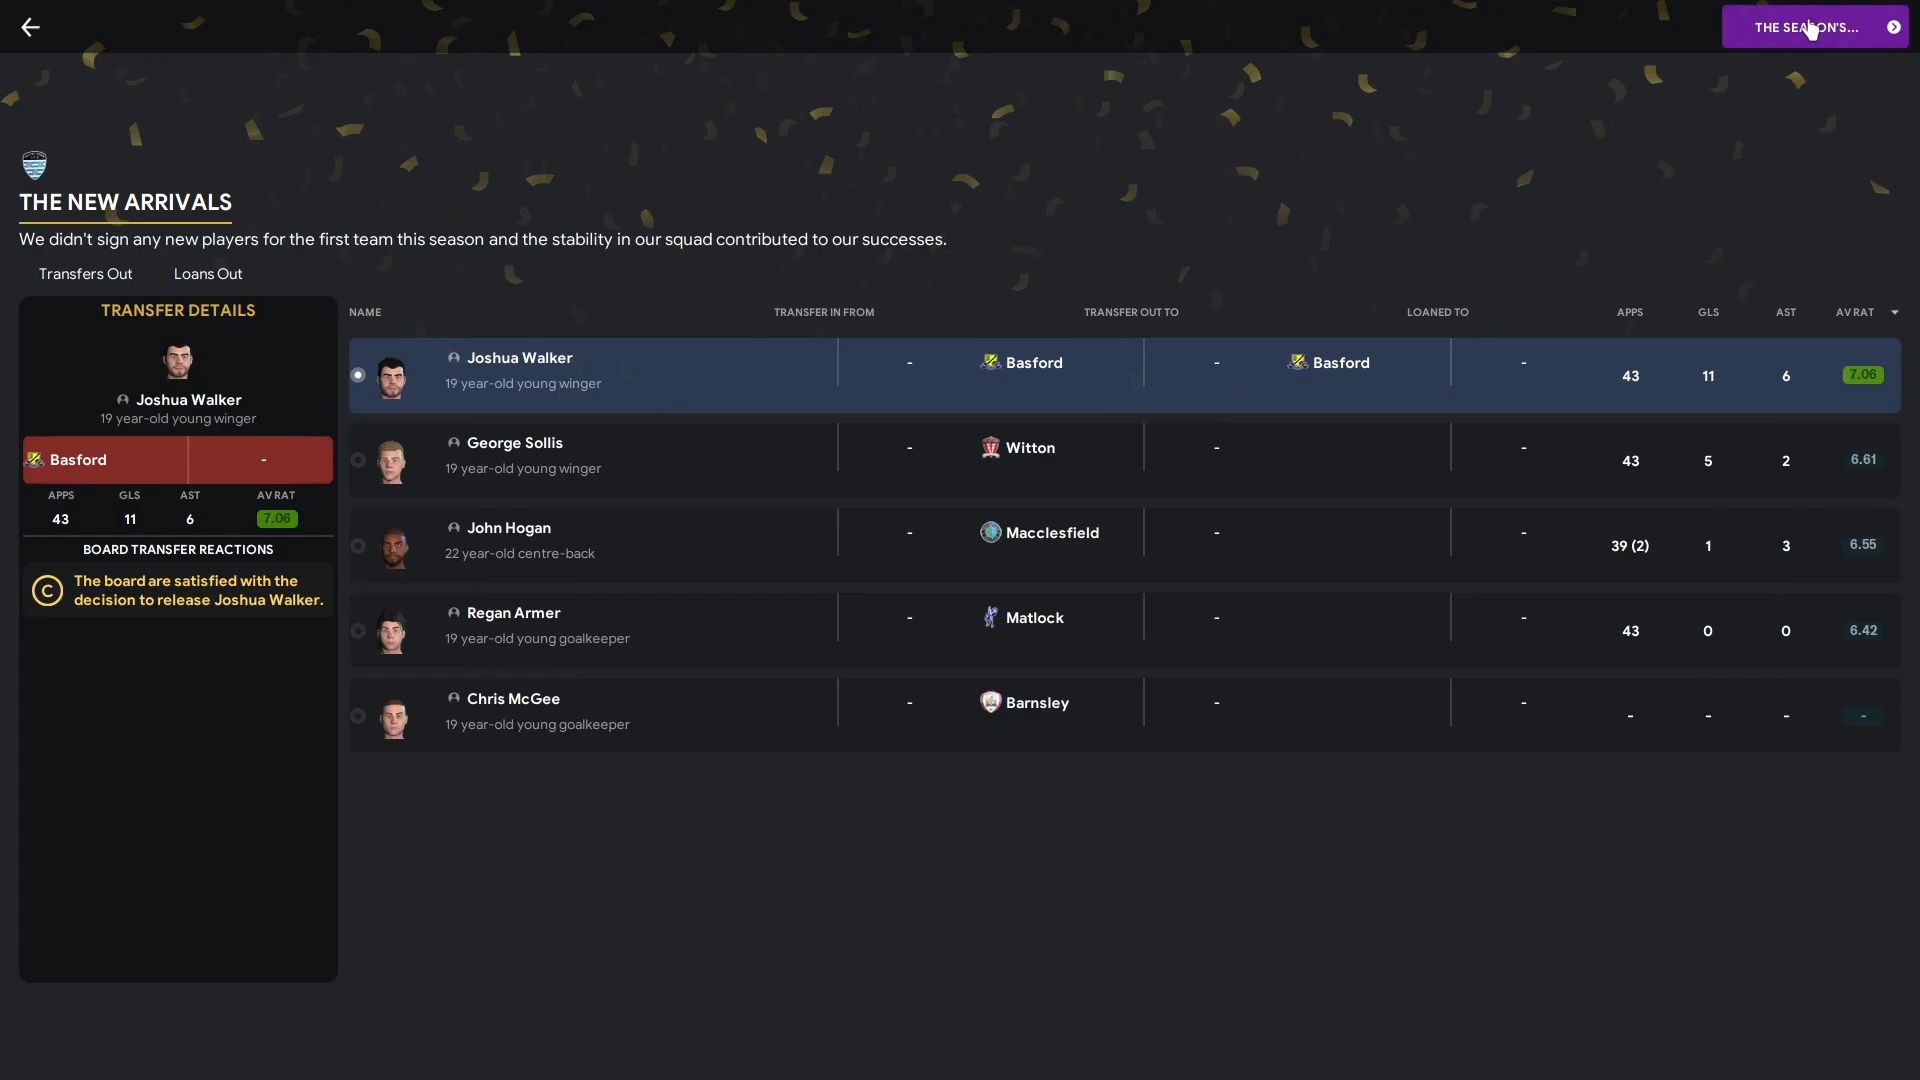 THE SEASON'S...
THE NEW ARRIVALS
We didn't sign any new players for the first team this season and the stability in our squad contributed to our successes.
Transfers Out Loans Out
TRANSFER DETAILS
Joshua Walker
19 year-old young winger
Basford -
APPS GLS AST AV RAT
43 11 6 7.06
BOARD TRANSFER REACTIONS
C The board are satisfied with the
decision to release Joshua Walker.
NAME TRANSFER IN FROM TRANSFER OUT TO LOANED TO APPS GLS AST AV RAT
Joshua Walker - Basford - Basford - 43 11 6 7.06
19 year-old young winger
George Sollis - Witton - - 43 5 2 6.61
19 year-old young winger
John Hogan - Macclesfield - - 39 (2) 1 3 6.55
22 year-old centre-back
Regan Armer - Matlock - - 43 0 0 6.42
19 year-old young goalkeeper
Chris McGee - Barnsley - - - - - -
19 year-old young goalkeeper